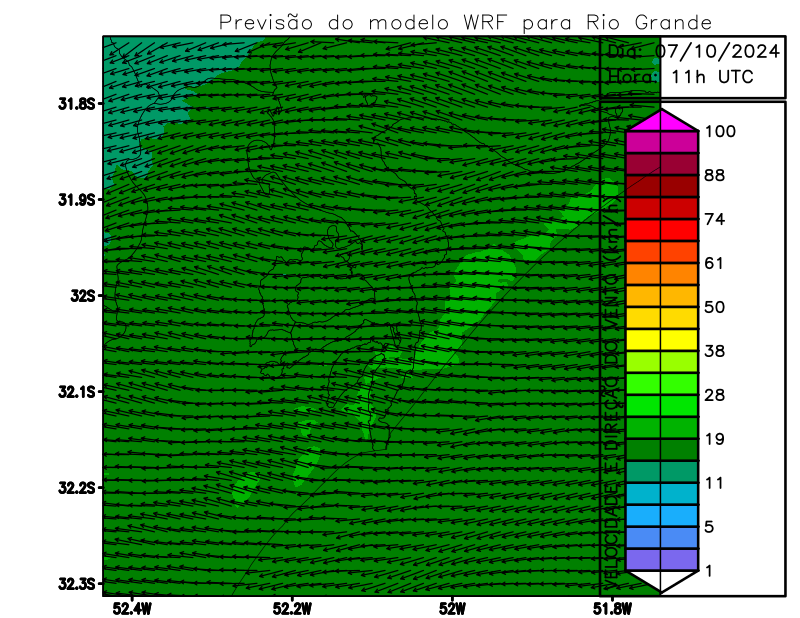 Previsão do modelo WRF para Rio Grande
Dia: 07/10/2024
Hora: 11h UTC
31.8S
31.9S
32S
32.1S
32.2S
32.3S
52.4W
52.2W
52W
51.8W
VELOCIDADE E DIREÇÃO DO VENTO (km/h)
100
88
74
61
50
38
28
19
11
5
1